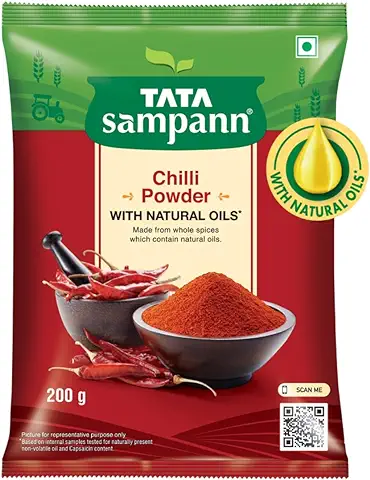 TATA
sampann
Chilli
Powder
WITH NATURAL OILS*
Made from whole spices
which contain natural oils.
WITH NATURAL OILS*
200 g
SCAN ME
Picture for representative purpose only
*Based on internal samples tested for naturally present
non-volatile oil and Capsaicin content